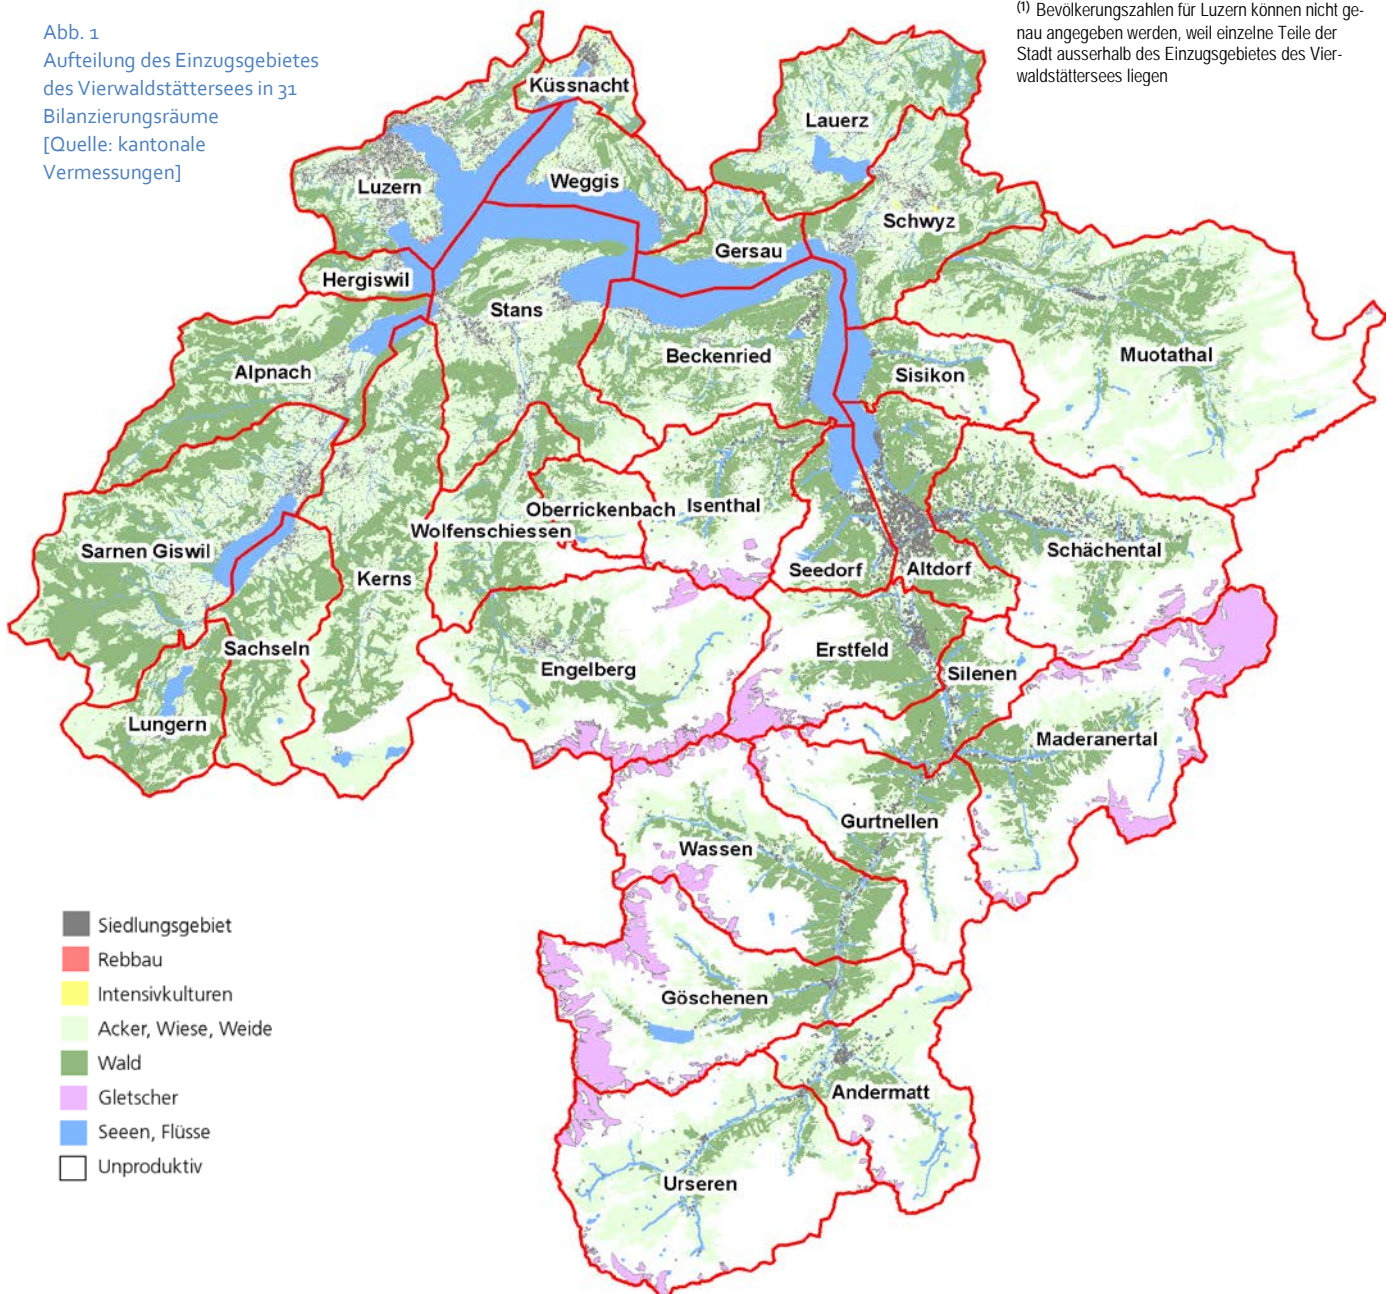 Abb. 1
Aufteilung des Einzugsgebietes
des Vierwaldstättersees in 31
Bilanzierungsräume
[Quelle: kantonale
Vermessungen]
(1) Bevölkerungszahlen für Luzern können nicht ge-
nau angegeben werden, weil einzelne Teile der
Stadt ausserhalb des Einzugsgebietes des Vier-
waldstättersees liegen
Küssnacht
Lauerz
Luzern
Weggis
Schwyz
Gersau
Hergiswil
Stans
Muotathal
Beckenried
Alpnach
Sisikon
Oberrickenbach
Isenthal
Wolfenschiessen
Sarnen Giswil
Schächental
Kerns
Seedorf
Altdorf
Sachseln
Erstfeld
Engelberg
Silenen
Lungern
Maderanertal
Gurtnellen
Wassen
Göschenen
Andermatt
Urseren
Siedlungsgebiet
Rebbau
Intensivkulturen
Acker, Wiese, Weide
Wald
Gletscher
Seeen, Flüsse
Unproduktiv